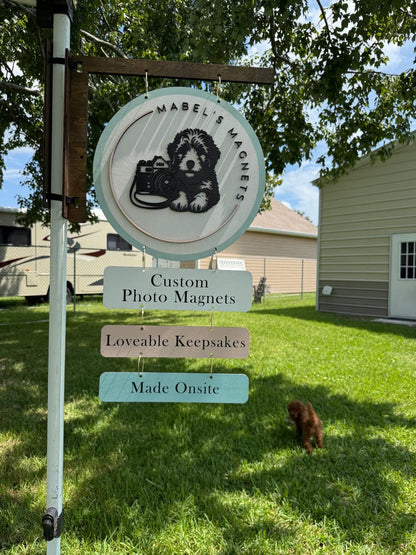 MABEL'S MAGNETS
Custom
Photo Magnets
Loveable Keepsakes
Made Onsite